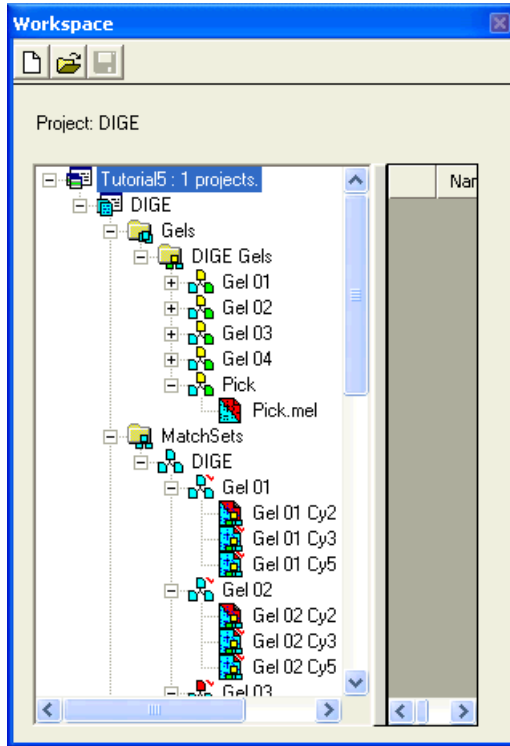 Workspace
Project: DIGE
Tutorial5 : 1 projects.
Nar
DIGE
Gels
DIGE Gels
Gel 01
Gel 02
Gel 03
Gel 04
Pick
Pick.mel
MatchSets
DIGE
Gel 01
Gel 01 Cy2
Gel 01 Cy3
Gel 01 Cy5
Gel 02
Gel 02 Cy2
Gel 02 Cy3
Gel 02 Cy5
Gel 03